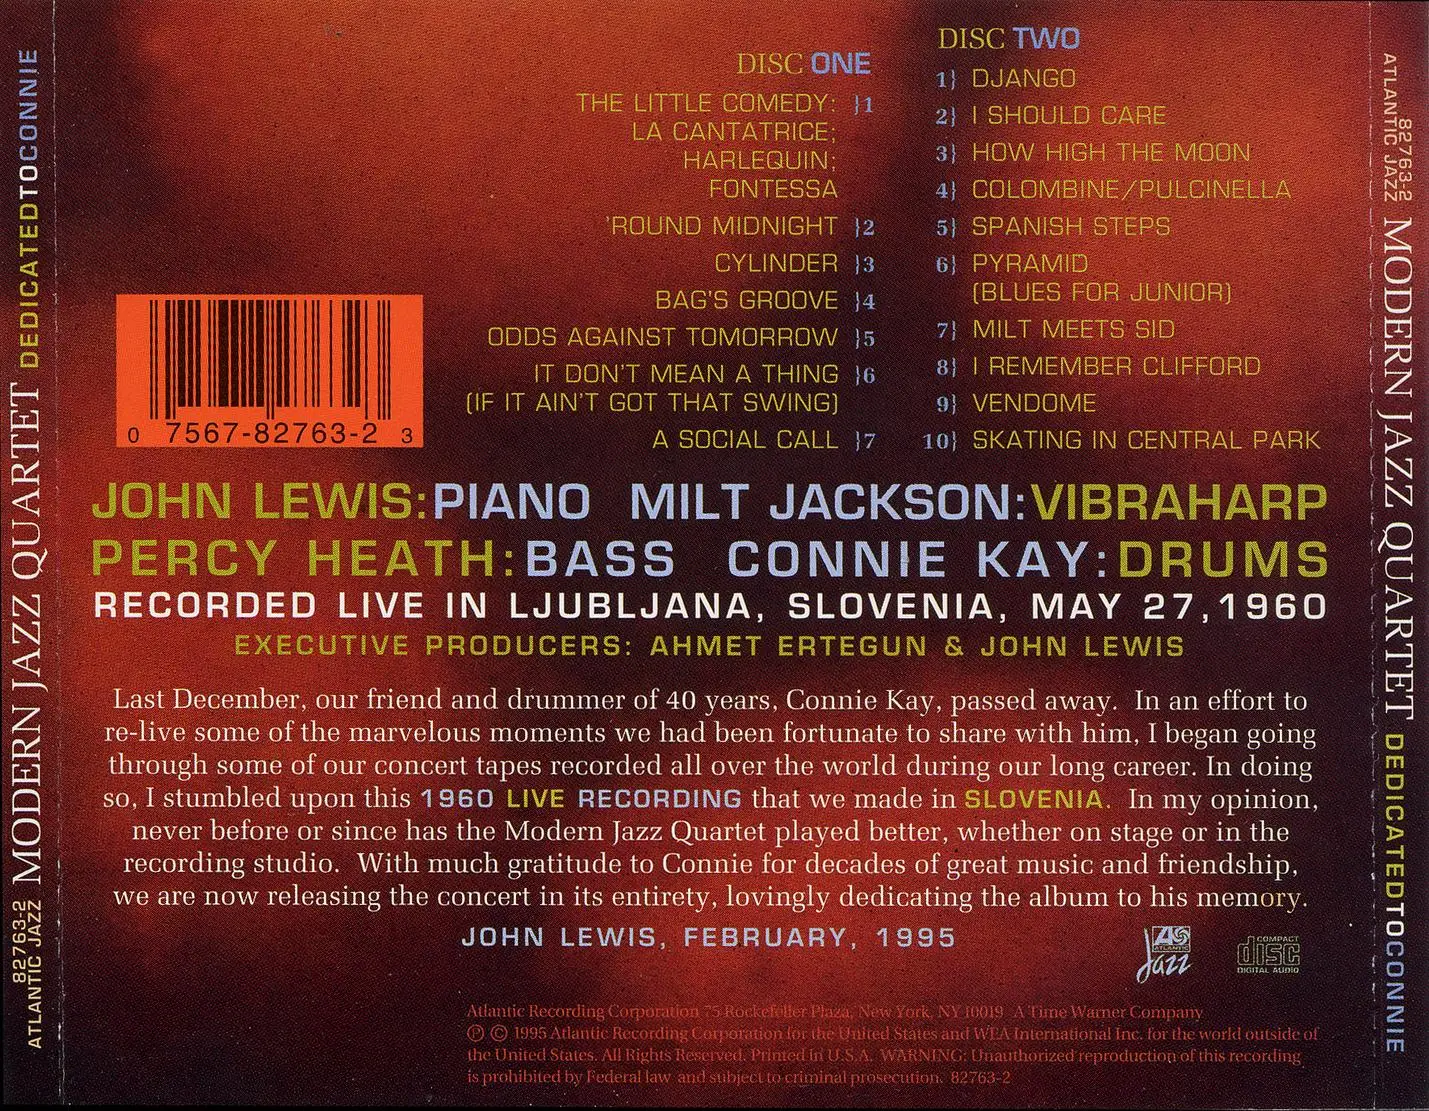 DISC ONE
THE LITTLE COMEDY: }1
LA CANTATRICE;
HARLEQUIN;
FONTESSA
'ROUND MIDNIGHT }2
CYLINDER }3
BAG'S GROOVE }4
ODDS AGAINST TOMORROW }5
IT DON'T MEAN A THING }6
(IF IT AIN'T GOT THAT SWING)
A SOCIAL CALL }7
DISC TWO
1} DJANGO
2} I SHOULD CARE
3} HOW HIGH THE MOON
4} COLOMBINE/PULCINELLA
5} SPANISH STEPS
6} PYRAMID
(BLUES FOR JUNIOR)
7} MILT MEETS SID
8} I REMEMBER CLIFFORD
9} VENDOME
10} SKATING IN CENTRAL PARK
0 7567-82763-2 3
JOHN LEWIS:PIANO MILT JACKSON:VIBRAHARP
PERCY HEATH:BASS CONNIE KAY:DRUMS
RECORDED LIVE IN LJUBLJANA, SLOVENIA, MAY 27,1960
EXECUTIVE PRODUCERS: AHMET ERTEGUN & JOHN LEWIS
Last December, our friend and drummer of 40 years, Connie Kay, passed away. In an effort to
re-live some of the marvelous moments we had been fortunate to share with him, I began going
through some of our concert tapes recorded all over the world during our long career. In doing
so, I stumbled upon this 1960 LIVE RECORDING that we made in SLOVENIA. In my opinion,
never before or since has the Modern Jazz Quartet played better, whether on stage or in the
recording studio. With much gratitude to Connie for decades of great music and friendship,
we are now releasing the concert in its entirety, lovingly dedicating the album to his memory.
JOHN LEWIS, FEBRUARY, 1995
ATLANTIC
Jazz
COMPACT
disc
DIGITAL AUDIO
Atlantic Recording Corporation, 75 Rockefeller Plaza, New York, NY 10019 A Time Warner Company
℗ © 1995 Atlantic Recording Corporation for the United States and WEA International Inc. for the world outside of
the United States. All Rights Reserved. Printed in U.S.A. WARNING: Unauthorized reproduction of this recording
is prohibited by Federal law and subject to criminal prosecution. 82763-2
82763-2
ATLANTIC JAZZ
MODERN JAZZ QUARTET DEDICATEDTOCONNIE
82763-2
ATLANTIC JAZZ
MODERN JAZZ QUARTET DEDICATEDTOCONNIE